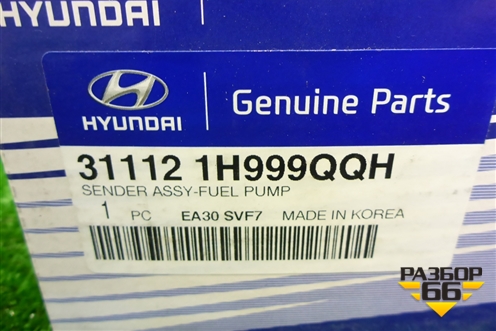 HYUNDAI
HYUNDAI
Genuine Parts
31112 1H999QQH
SENDER ASSY-FUEL PUMP
1 PC EA30 SVF7 MADE IN KOREA
РАЗБОР
66